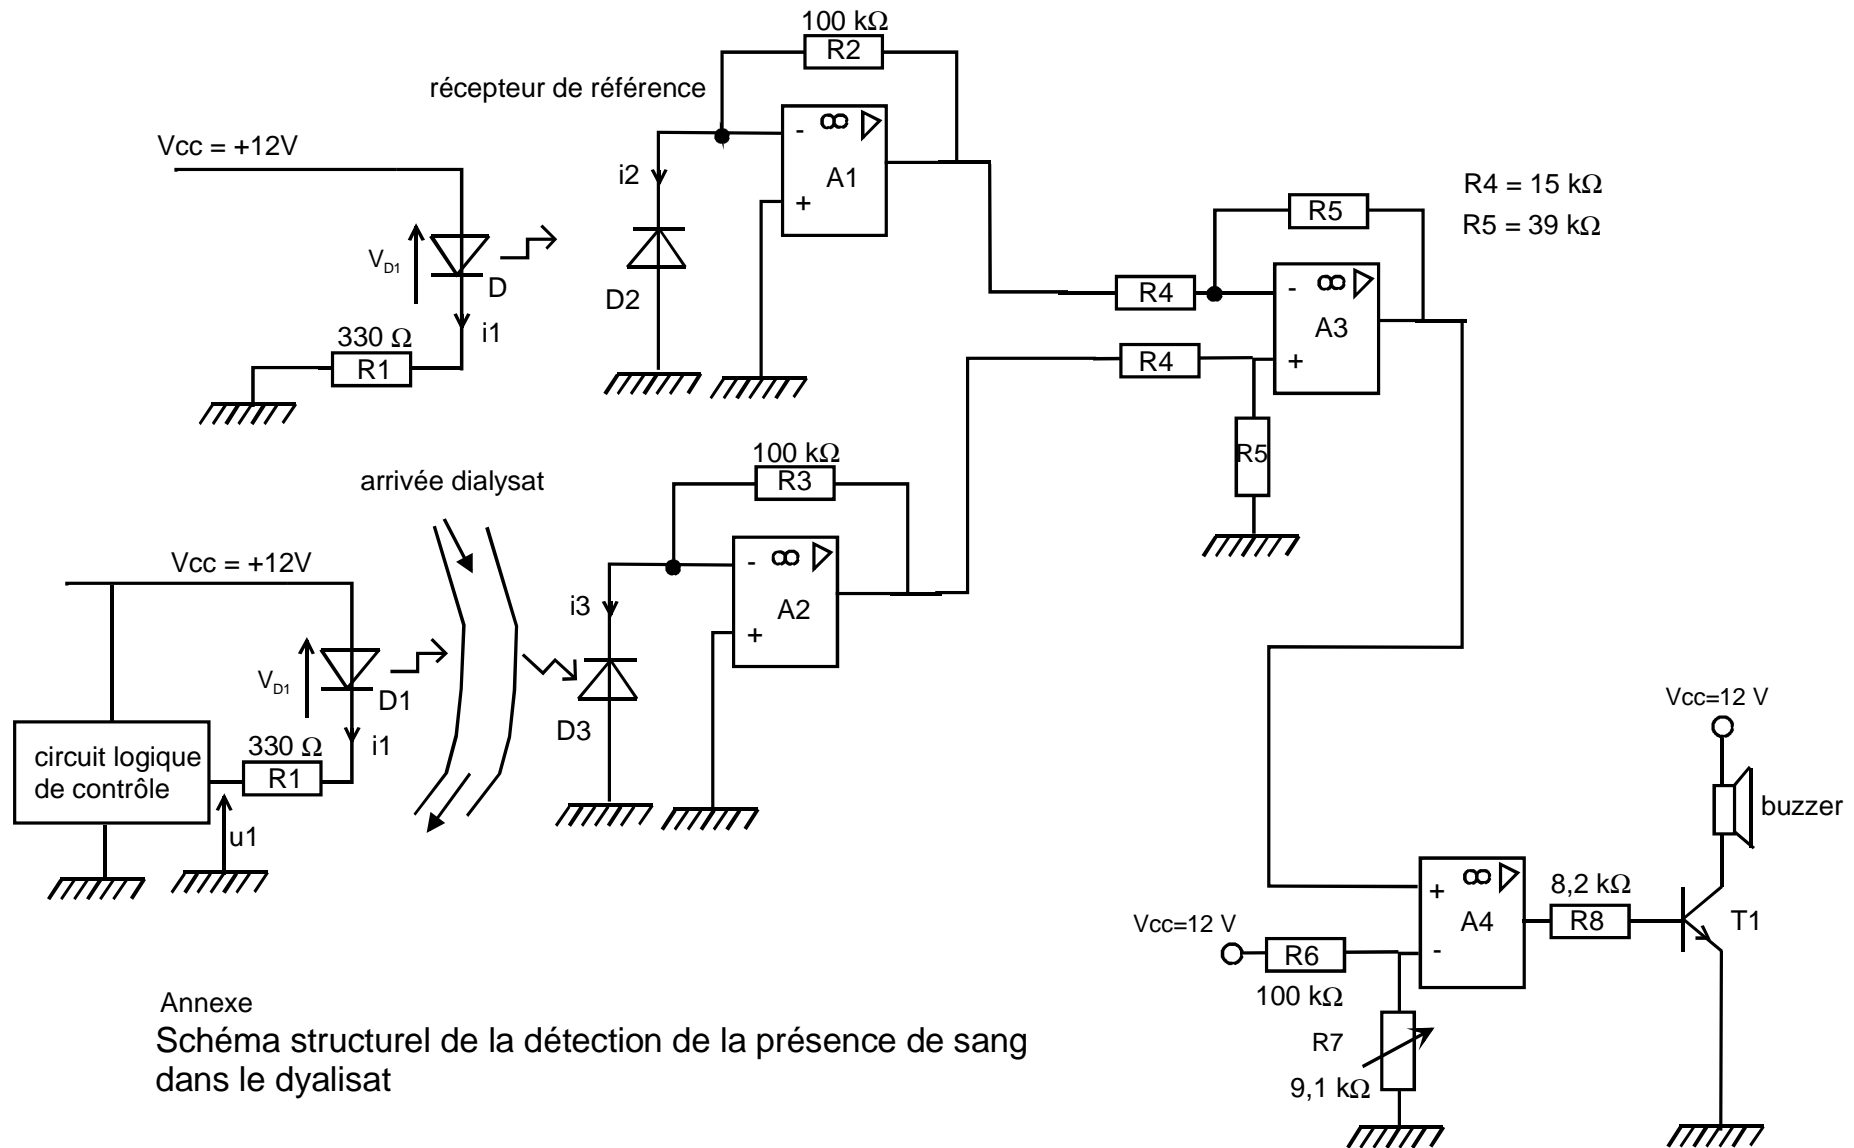 100 kΩ
R2
récepteur de référence
Vcc = +12V
- ∞ ▷
i2
A1
+
R4 = 15 kΩ
R5
R5 = 39 kΩ
V_D1
D
D2
R4
- ∞ ▷
A3
i1
330 Ω
R1
R4
+
R5
100 kΩ
R3
arrivée dialysat
Vcc = +12V
- ∞ ▷
i3
A2
+
V_D1
D1
D3
Vcc=12 V
circuit logique
de contrôle
330 Ω
R1
i1
u1
buzzer
+ ∞ ▷
A4
-
8,2 kΩ
R8
T1
Vcc=12 V
R6
100 kΩ
R7
9,1 kΩ
Annexe
Schéma structurel de la détection de la présence de sang
dans le dyalisat